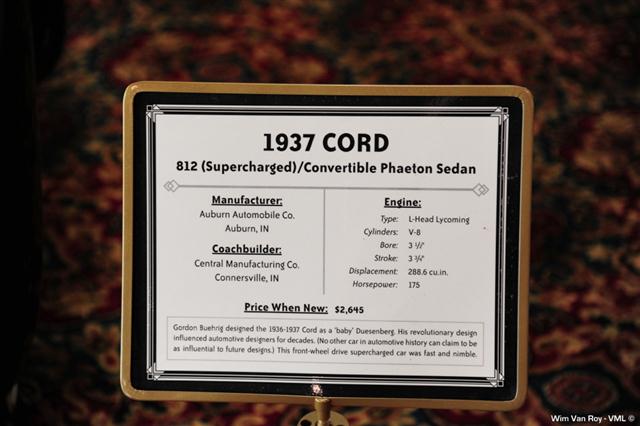 1937 CORD
812 (Supercharged)/Convertible Phaeton Sedan
Manufacturer:
Auburn Automobile Co.
Auburn, IN
Coachbuilder:
Central Manufacturing Co.
Connersville, IN
Engine:
Type: L-Head Lycoming
Cylinders: V-8
Bore: 3 ½"
Stroke: 3 ¾"
Displacement: 288.6 cu.in.
Horsepower: 175
Price When New: $2,645
Gordon Buehrig designed the 1936-1937 Cord as a 'baby' Duesenberg. His revolutionary design
influenced automotive designers for decades. (No other car in automotive history can claim to be
as influential to future designs.) This front-wheel drive supercharged car was fast and nimble.
Wim Van Roy - VML ©